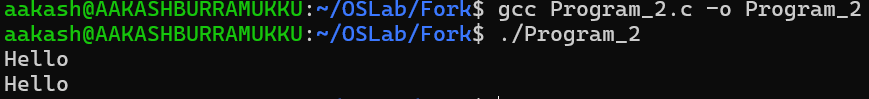 aakash@AAKASHBURRAMUKKU:~/OSLab/Fork$ gcc Program_2.c -o Program_2
aakash@AAKASHBURRAMUKKU:~/OSLab/Fork$ ./Program_2
Hello
Hello